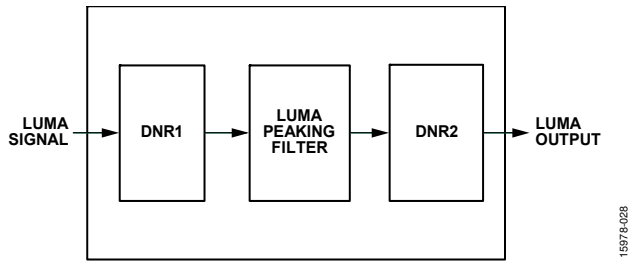 LUMA
SIGNAL
DNR1
LUMA
PEAKING
FILTER
DNR2
LUMA
OUTPUT
15978-028